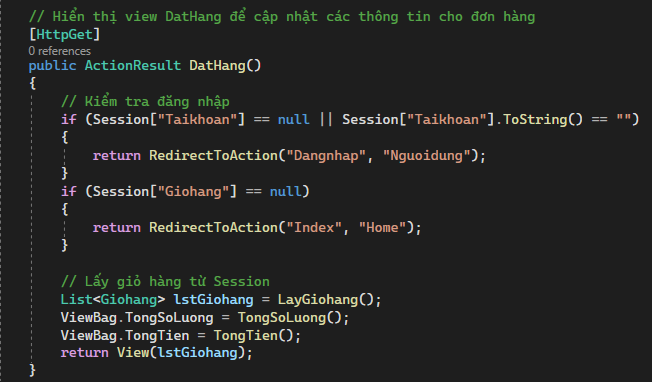 // Hiển thị view DatHang để cập nhật các thông tin cho đơn hàng
[HttpGet]
0 references
public ActionResult DatHang()
{
// Kiểm tra đăng nhập
if (Session["Taikhoan"] == null || Session["Taikhoan"].ToString() == "")
{
return RedirectToAction("Dangnhap", "Nguoidung");
}
if (Session["Giohang"] == null)
{
return RedirectToAction("Index", "Home");
}
// Lấy giỏ hàng từ Session
List<Giohang> lstGiohang = LayGiohang();
ViewBag.TongSoLuong = TongSoLuong();
ViewBag.TongTien = TongTien();
return View(lstGiohang);
}